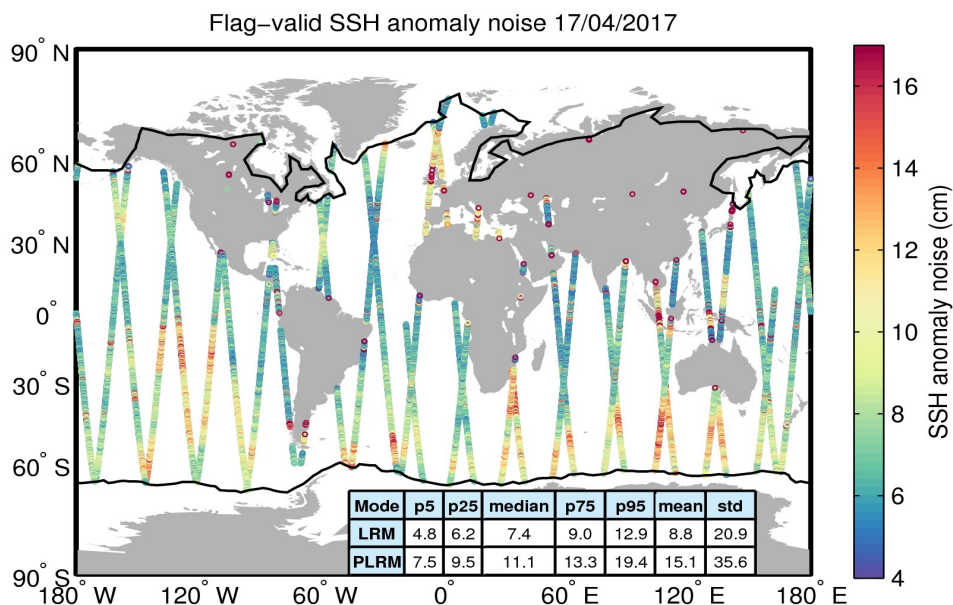 Flag−valid SSH anomaly noise 17/04/2017
90° N
60° N
30° N
0°
30° S
60° S
90° S
180° W
120° W
60° W
0°
60° E
120° E
180° E
Mode p5 p25 median p75 p95 mean std
LRM 4.8 6.2 7.4 9.0 12.9 8.8 20.9
PLRM 7.5 9.5 11.1 13.3 19.4 15.1 35.6
16
14
12
10
8
6
4
SSH anomaly noise (cm)